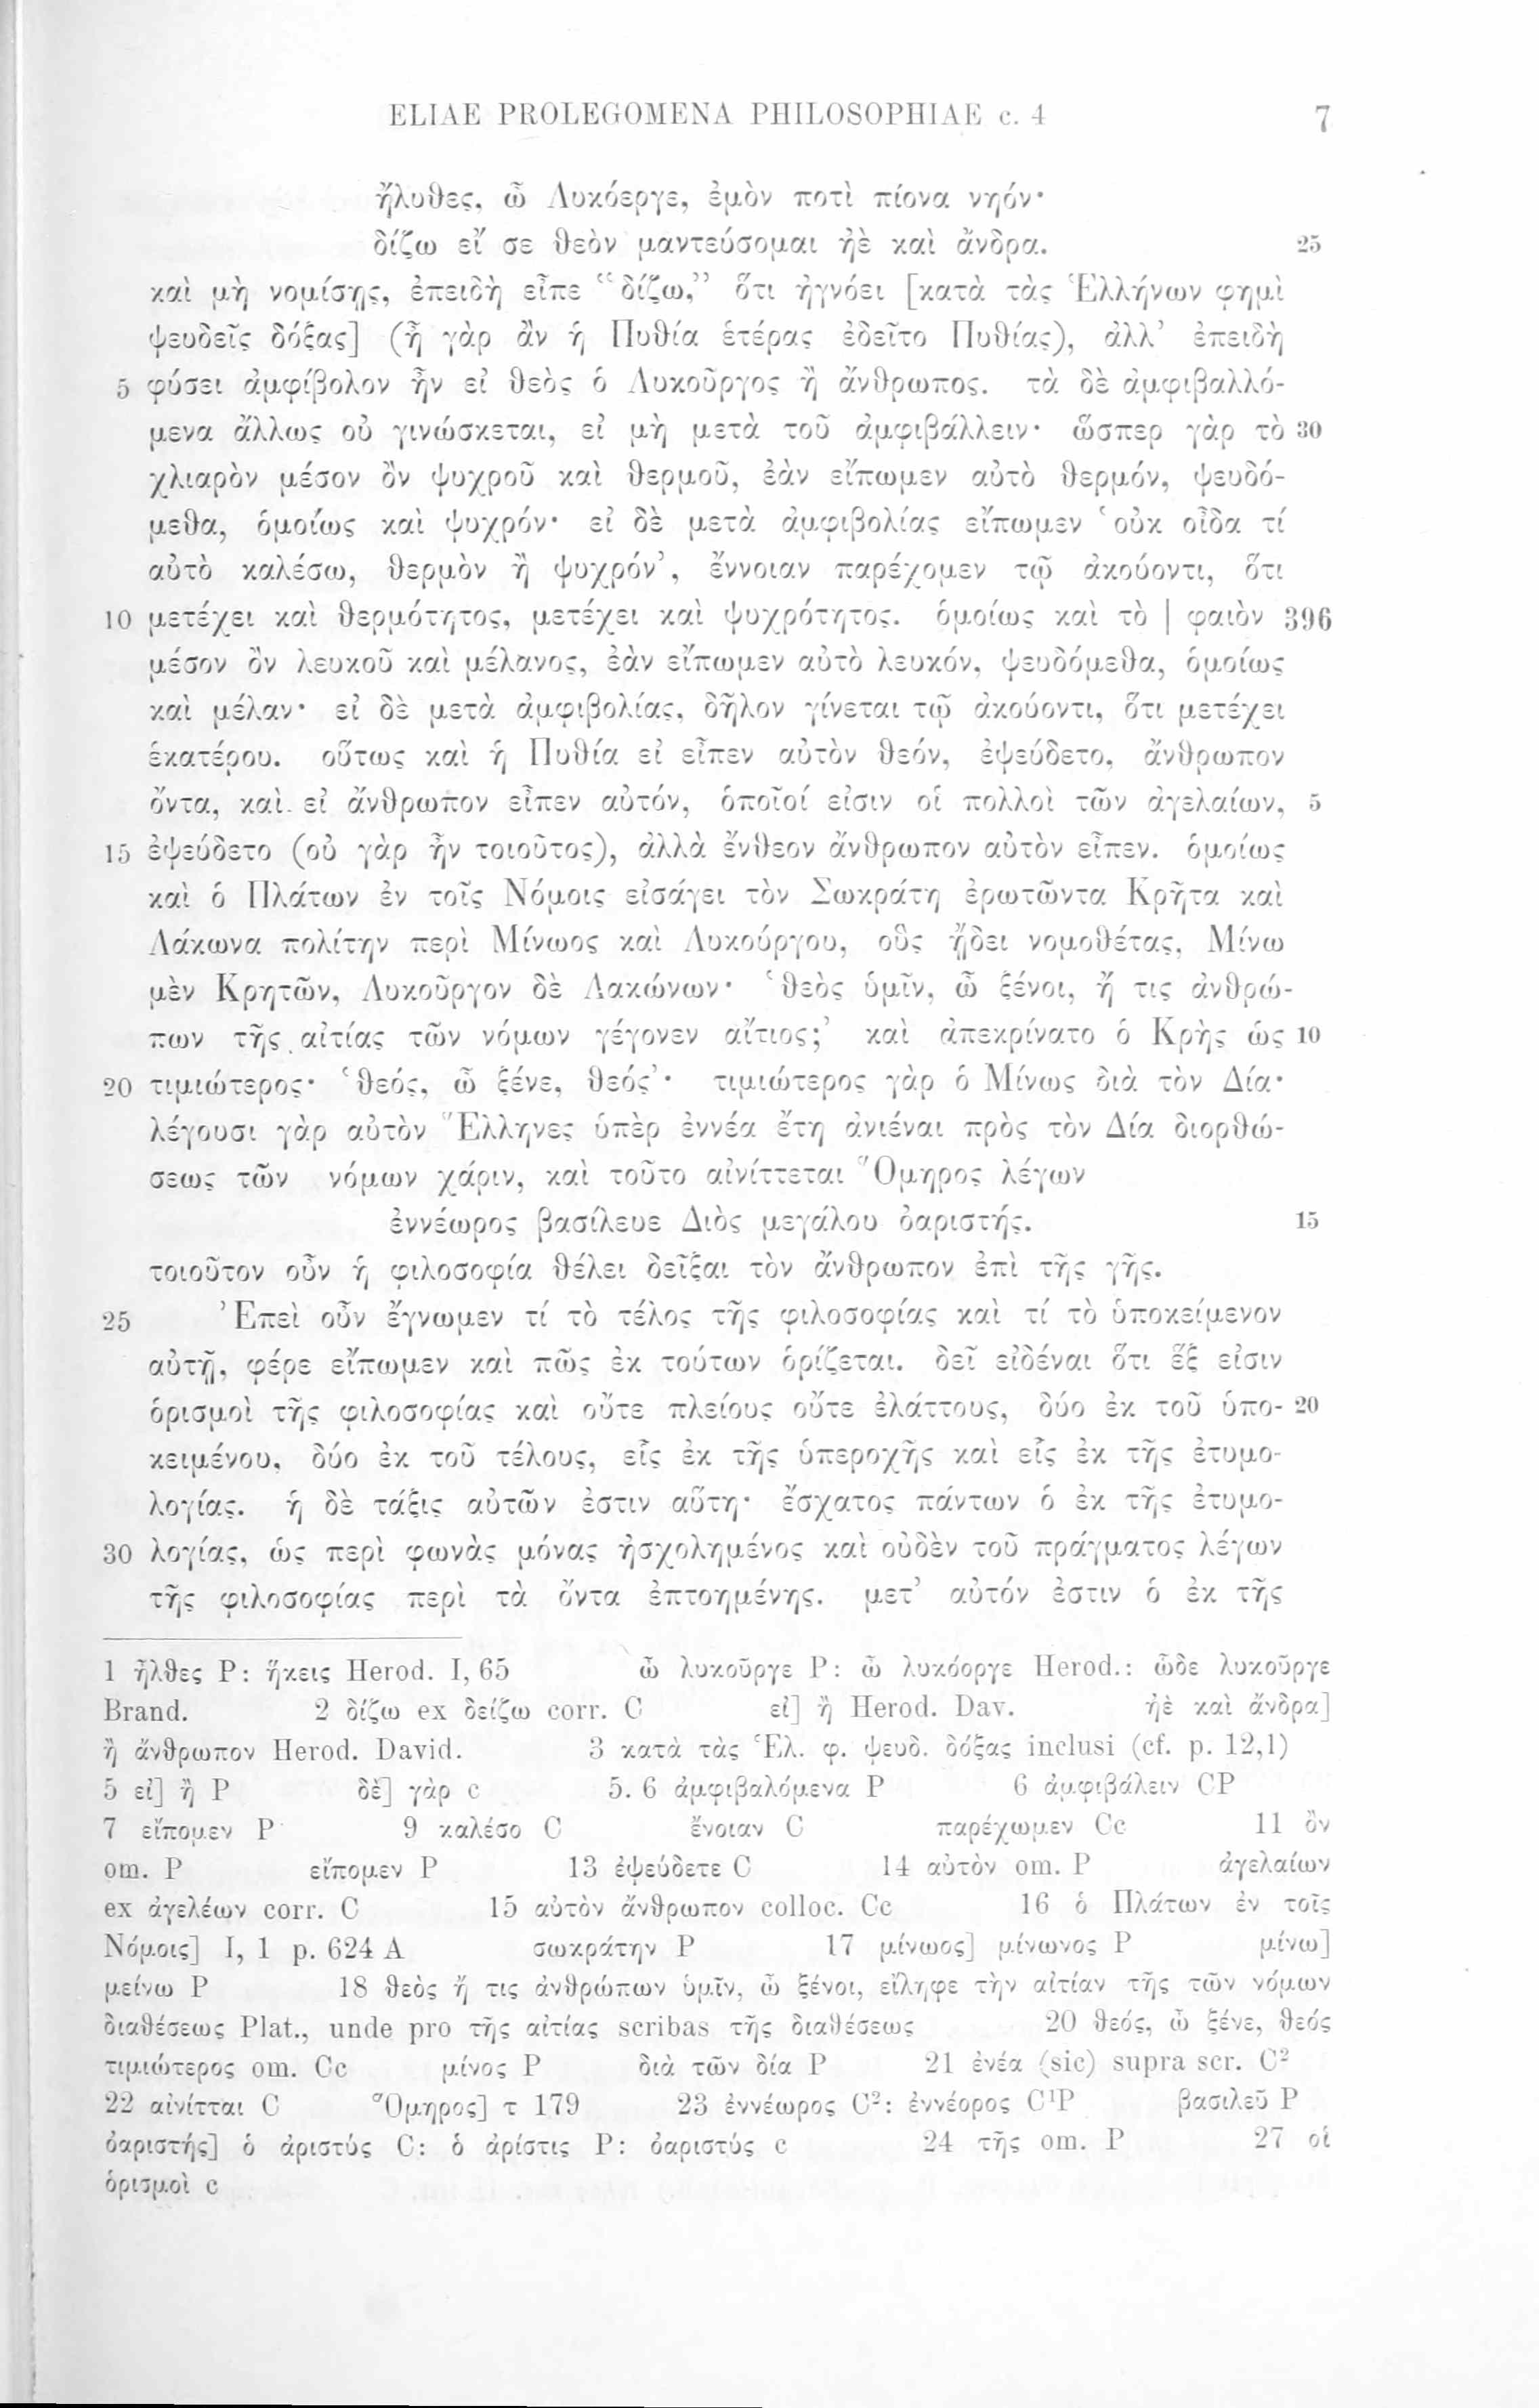 ELIAE PROLEGOMENA PHILOSOPHIAE c. 4 7
ἤλυθες, ὦ Λυκόεργε, ἐμὸν ποτὶ πίονα νηόν·
δίζω εἴ σε θεὸν μαντεύσομαι ἠὲ καὶ ἄνδρα. 25
καὶ μὴ νομίσῃς, ἐπειδὴ εἶπε “δίζω,” ὅτι ἠγνόει [κατὰ τὰς Ἑλλήνων φημὶ
ψευδεῖς δόξας] (ἦ γὰρ ἂν ἡ Πυθία ἑτέρας ἐδεῖτο Πυθίας), ἀλλ’ ἐπειδὴ
5 φύσει ἀμφίβολον ἦν εἰ θεὸς ὁ Λυκοῦργος ἢ ἄνθρωπος. τὰ δὲ ἀμφιβαλλό-
μενα ἄλλως οὐ γινώσκεται, εἰ μὴ μετὰ τοῦ ἀμφιβάλλειν· ὥσπερ γὰρ τὸ 30
χλιαρὸν μέσον ὂν ψυχροῦ καὶ θερμοῦ, ἐὰν εἴπωμεν αὐτὸ θερμόν, ψευδό-
μεθα, ὁμοίως καὶ ψυχρόν· εἰ δὲ μετὰ ἀμφιβολίας εἴπωμεν ‘οὐκ οἶδα τί
αὐτὸ καλέσω, θερμὸν ἢ ψυχρόν’, ἔννοιαν παρέχομεν τῷ ἀκούοντι, ὅτι
10 μετέχει καὶ θερμότητος, μετέχει καὶ ψυχρότητος. ὁμοίως καὶ τὸ | φαιὸν 396
μέσον ὂν λευκοῦ καὶ μέλανος, ἐὰν εἴπωμεν αὐτὸ λευκόν, ψευδόμεθα, ὁμοίως
καὶ μέλαν· εἰ δὲ μετὰ ἀμφιβολίας, δῆλον γίνεται τῷ ἀκούοντι, ὅτι μετέχει
ἑκατέρου. οὕτως καὶ ἡ Πυθία εἰ εἶπεν αὐτὸν θεόν, ἐψεύδετο, ἄνθρωπον
ὄντα, καὶ εἰ ἄνθρωπον εἶπεν αὐτόν, ὁποῖοί εἰσιν οἱ πολλοὶ τῶν ἀγελαίων, 5
15 ἐψεύδετο (οὐ γὰρ ἦν τοιοῦτος), ἀλλὰ ἔνθεον ἄνθρωπον αὐτὸν εἶπεν. ὁμοίως
καὶ ὁ Πλάτων ἐν τοῖς Νόμοις εἰσάγει τὸν Σωκράτη ἐρωτῶντα Κρῆτα καὶ
Λάκωνα πολίτην περὶ Μίνωος καὶ Λυκούργου, οὓς ᾔδει νομοθέτας, Μίνω
μὲν Κρητῶν, Λυκοῦργον δὲ Λακώνων· ‘θεὸς ὑμῖν, ὦ ξένοι, ἤ τις ἀνθρώ-
πων τῆς αἰτίας τῶν νόμων γέγονεν αἴτιος;’ καὶ ἀπεκρίνατο ὁ Κρὴς ὡς 10
20 τιμιώτερος· ‘θεός, ὦ ξένε, θεός’· τιμιώτερος γὰρ ὁ Μίνως διὰ τὸν Δία·
λέγουσι γὰρ αὐτὸν Ἕλληνες ὑπὲρ ἐννέα ἔτη ἀνιέναι πρὸς τὸν Δία διορθώ-
σεως τῶν νόμων χάριν, καὶ τοῦτο αἰνίττεται Ὅμηρος λέγων
ἐννέωρος βασίλευε Διὸς μεγάλου ὀαριστής. 15
τοιοῦτον οὖν ἡ φιλοσοφία θέλει δεῖξαι τὸν ἄνθρωπον ἐπὶ τῆς γῆς.
25 Ἐπεὶ οὖν ἔγνωμεν τί τὸ τέλος τῆς φιλοσοφίας καὶ τί τὸ ὑποκείμενον
αὐτῇ, φέρε εἴπωμεν καὶ πῶς ἐκ τούτων ὁρίζεται. δεῖ εἰδέναι ὅτι ἕξ εἰσιν
ὁρισμοὶ τῆς φιλοσοφίας καὶ οὔτε πλείους οὔτε ἐλάττους, δύο ἐκ τοῦ ὑπο- 20
κειμένου, δύο ἐκ τοῦ τέλους, εἷς ἐκ τῆς ὑπεροχῆς καὶ εἷς ἐκ τῆς ἐτυμο-
λογίας. ἡ δὲ τάξις αὐτῶν ἐστιν αὕτη· ἔσχατος πάντων ὁ ἐκ τῆς ἐτυμο-
30 λογίας, ὡς περὶ φωνὰς μόνας ἠσχολημένος καὶ οὐδὲν τοῦ πράγματος λέγων
τῆς φιλοσοφίας περὶ τὰ ὄντα ἐπτοημένης. μετ’ αὐτόν ἐστιν ὁ ἐκ τῆς
1 ἦλθες P: ἥκεις Herod. I, 65 ὦ λυκοῦργε P: ὦ λυκόοργε Herod.: ὧδε λυκοῦργε
Brand. 2 δίζω ex δείζω corr. C εἰ] ἢ Herod. Dav. ἠὲ καὶ ἄνδρα]
ἢ ἄνθρωπον Herod. David. 3 κατὰ τὰς Ἑλ. φ. ψευδ. δόξας inclusi (cf. p. 12,1)
5 εἰ] ἢ P δὲ] γὰρ c 5. 6 ἀμφιβαλόμενα P 6 ἀμφιβάλειν CP
7 εἴπομεν P 9 καλέσο C ἔνοιαν C παρέχωμεν Cc 11 ὂν
om. P εἴπομεν P 13 ἐψεύδετε C 14 αὐτὸν om. P ἀγελαίων
ex ἀγελέων corr. C 15 αὐτὸν ἄνθρωπον colloc. Cc 16 ὁ Πλάτων ἐν τοῖς
Νόμοις] I, 1 p. 624 A σωκράτην P 17 μίνωος] μίνωνος P μίνω]
μείνω P 18 θεὸς ἤ τις ἀνθρώπων ὑμῖν, ὦ ξένοι, εἴληφε τὴν αἰτίαν τῆς τῶν νόμων
διαθέσεως Plat., unde pro τῆς αἰτίας scribas τῆς διαθέσεως 20 θεός, ὦ ξένε, θεός
τιμιώτερος om. Cc μίνος P διὰ τῶν δία P 21 ἐνέα (sic) supra scr. C²
22 αἰνίτται C Ὅμηρος] τ 179 23 ἐννέωρος C²: ἐννέορος C¹P βασιλεῦ P
ὀαριστής] ὁ ἀριστύς C: ὁ ἀρίστις P: ὀαριστύς c 24 τῆς om. P 27 οἱ
ὁρισμοὶ c